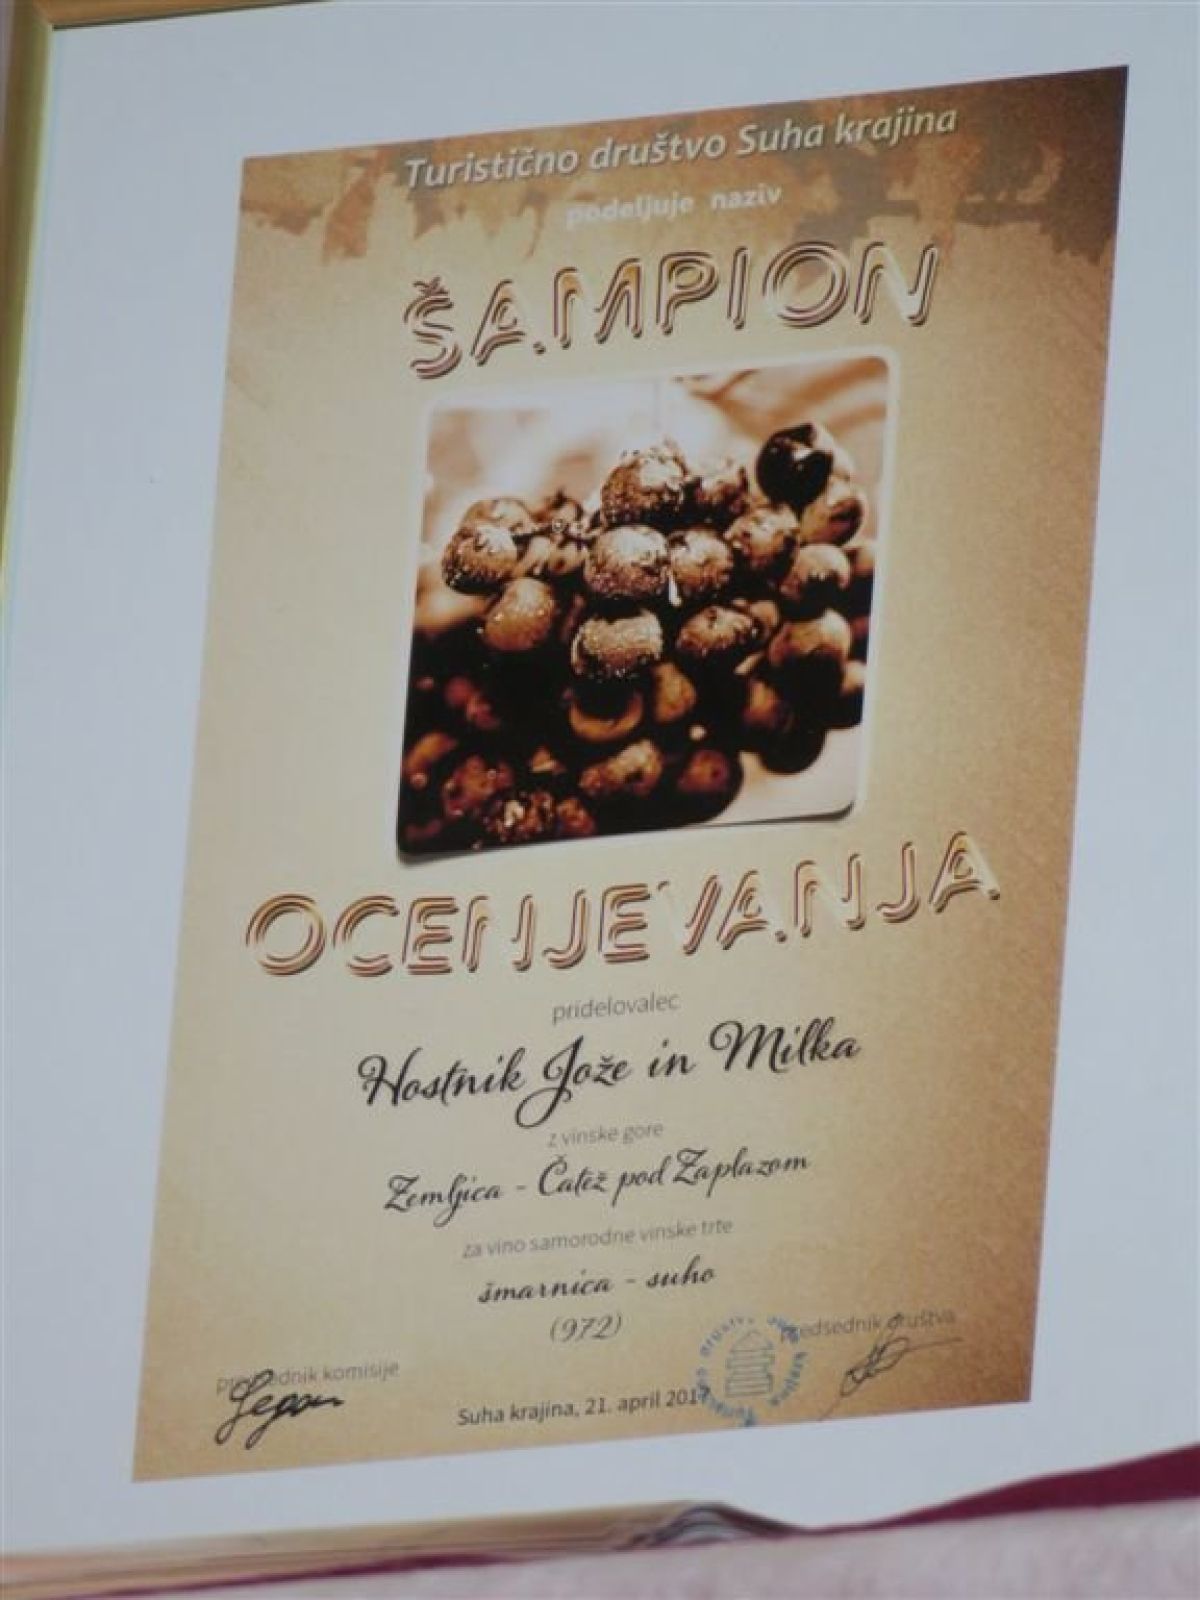 Turistično društvo Suha krajina
podeljuje naziv
ŠAMPION
OCENJEVANJA
pridelovalec
Hostnik Jože in Milka
z vinske gore
Zemljica - Čatež pod Zaplazom
za vino samorodne vinske trte
šmarnica - suho
(972)
predsednik društva
predsednik komisije
Suha krajina, 21. april